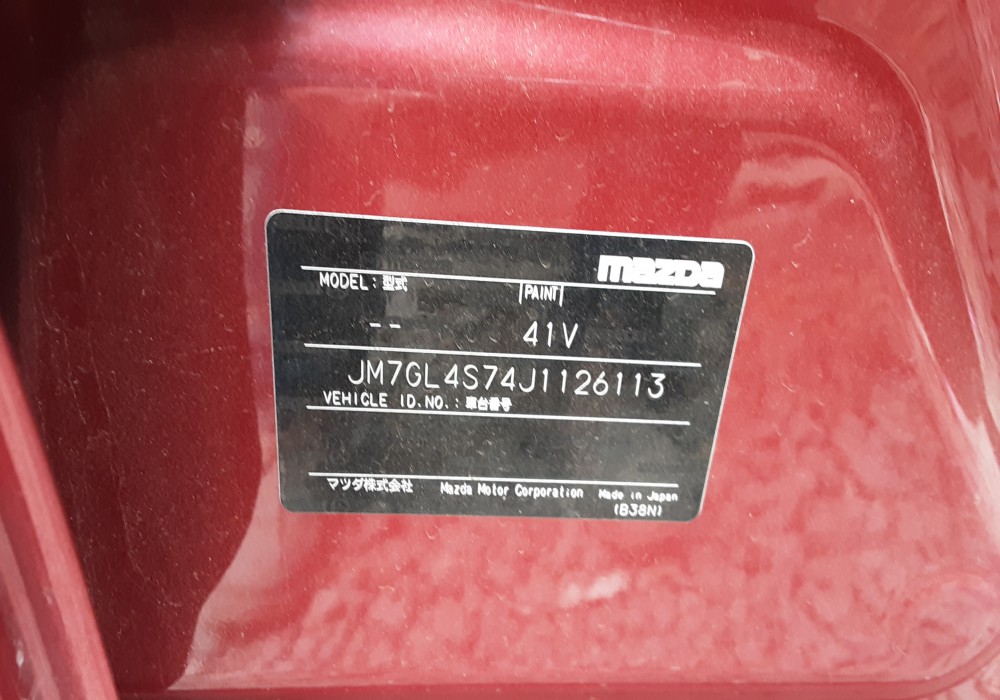 mazDa
MODEL : 型式
PAINT
-- 41V
JM7GL4S74J1126113
VEHICLE ID.NO. : 車台番号
マツダ株式会社 Mazda Motor Corporation Made in Japan
(B38N)